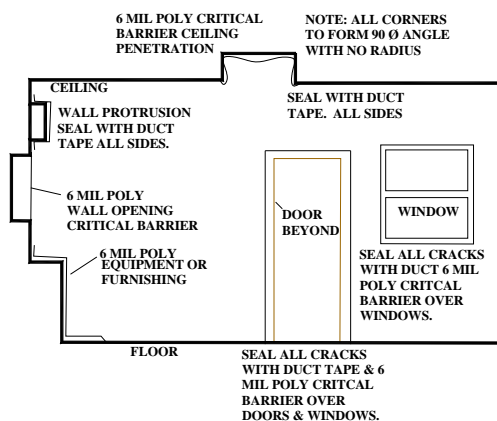 6 MIL POLY CRITICAL
BARRIER CEILING
PENETRATION
NOTE: ALL CORNERS
TO FORM 90 Ø ANGLE
WITH NO RADIUS
CEILING
SEAL WITH DUCT
TAPE. ALL SIDES
WALL PROTRUSION
SEAL WITH DUCT
TAPE ALL SIDES.
6 MIL POLY
WALL OPENING
CRITICAL BARRIER
DOOR
BEYOND
WINDOW
6 MIL POLY
EQUIPMENT OR
FURNISHING
SEAL ALL CRACKS
WITH DUCT 6 MIL
POLY CRITCAL
BARRIER OVER
WINDOWS.
FLOOR
SEAL ALL CRACKS
WITH DUCT TAPE & 6
MIL POLY CRITCAL
BARRIER OVER
DOORS & WINDOWS.